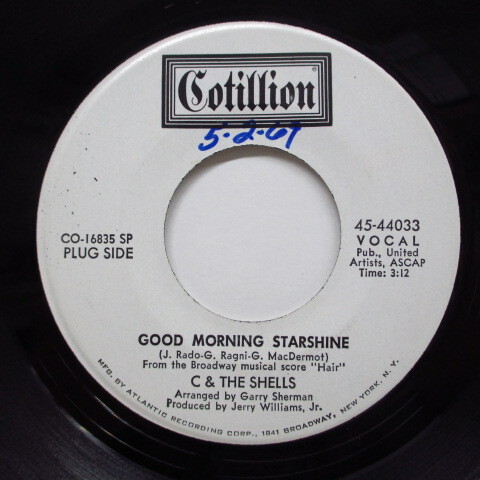 Cotillion®
5-2-69
CO-16835 SP
PLUG SIDE
45-44033
VOCAL
Pub., United
Artists, ASCAP
Time: 3:12
GOOD MORNING STARSHINE
(J. Rado-G. Ragni-G. MacDermot)
From the Broadway musical score "Hair"
C & THE SHELLS
Arranged by Garry Sherman
Produced by Jerry Williams, Jr.
MFG. BY ATLANTIC RECORDING CORP., 1841 BROADWAY, NEW YORK, N. Y.